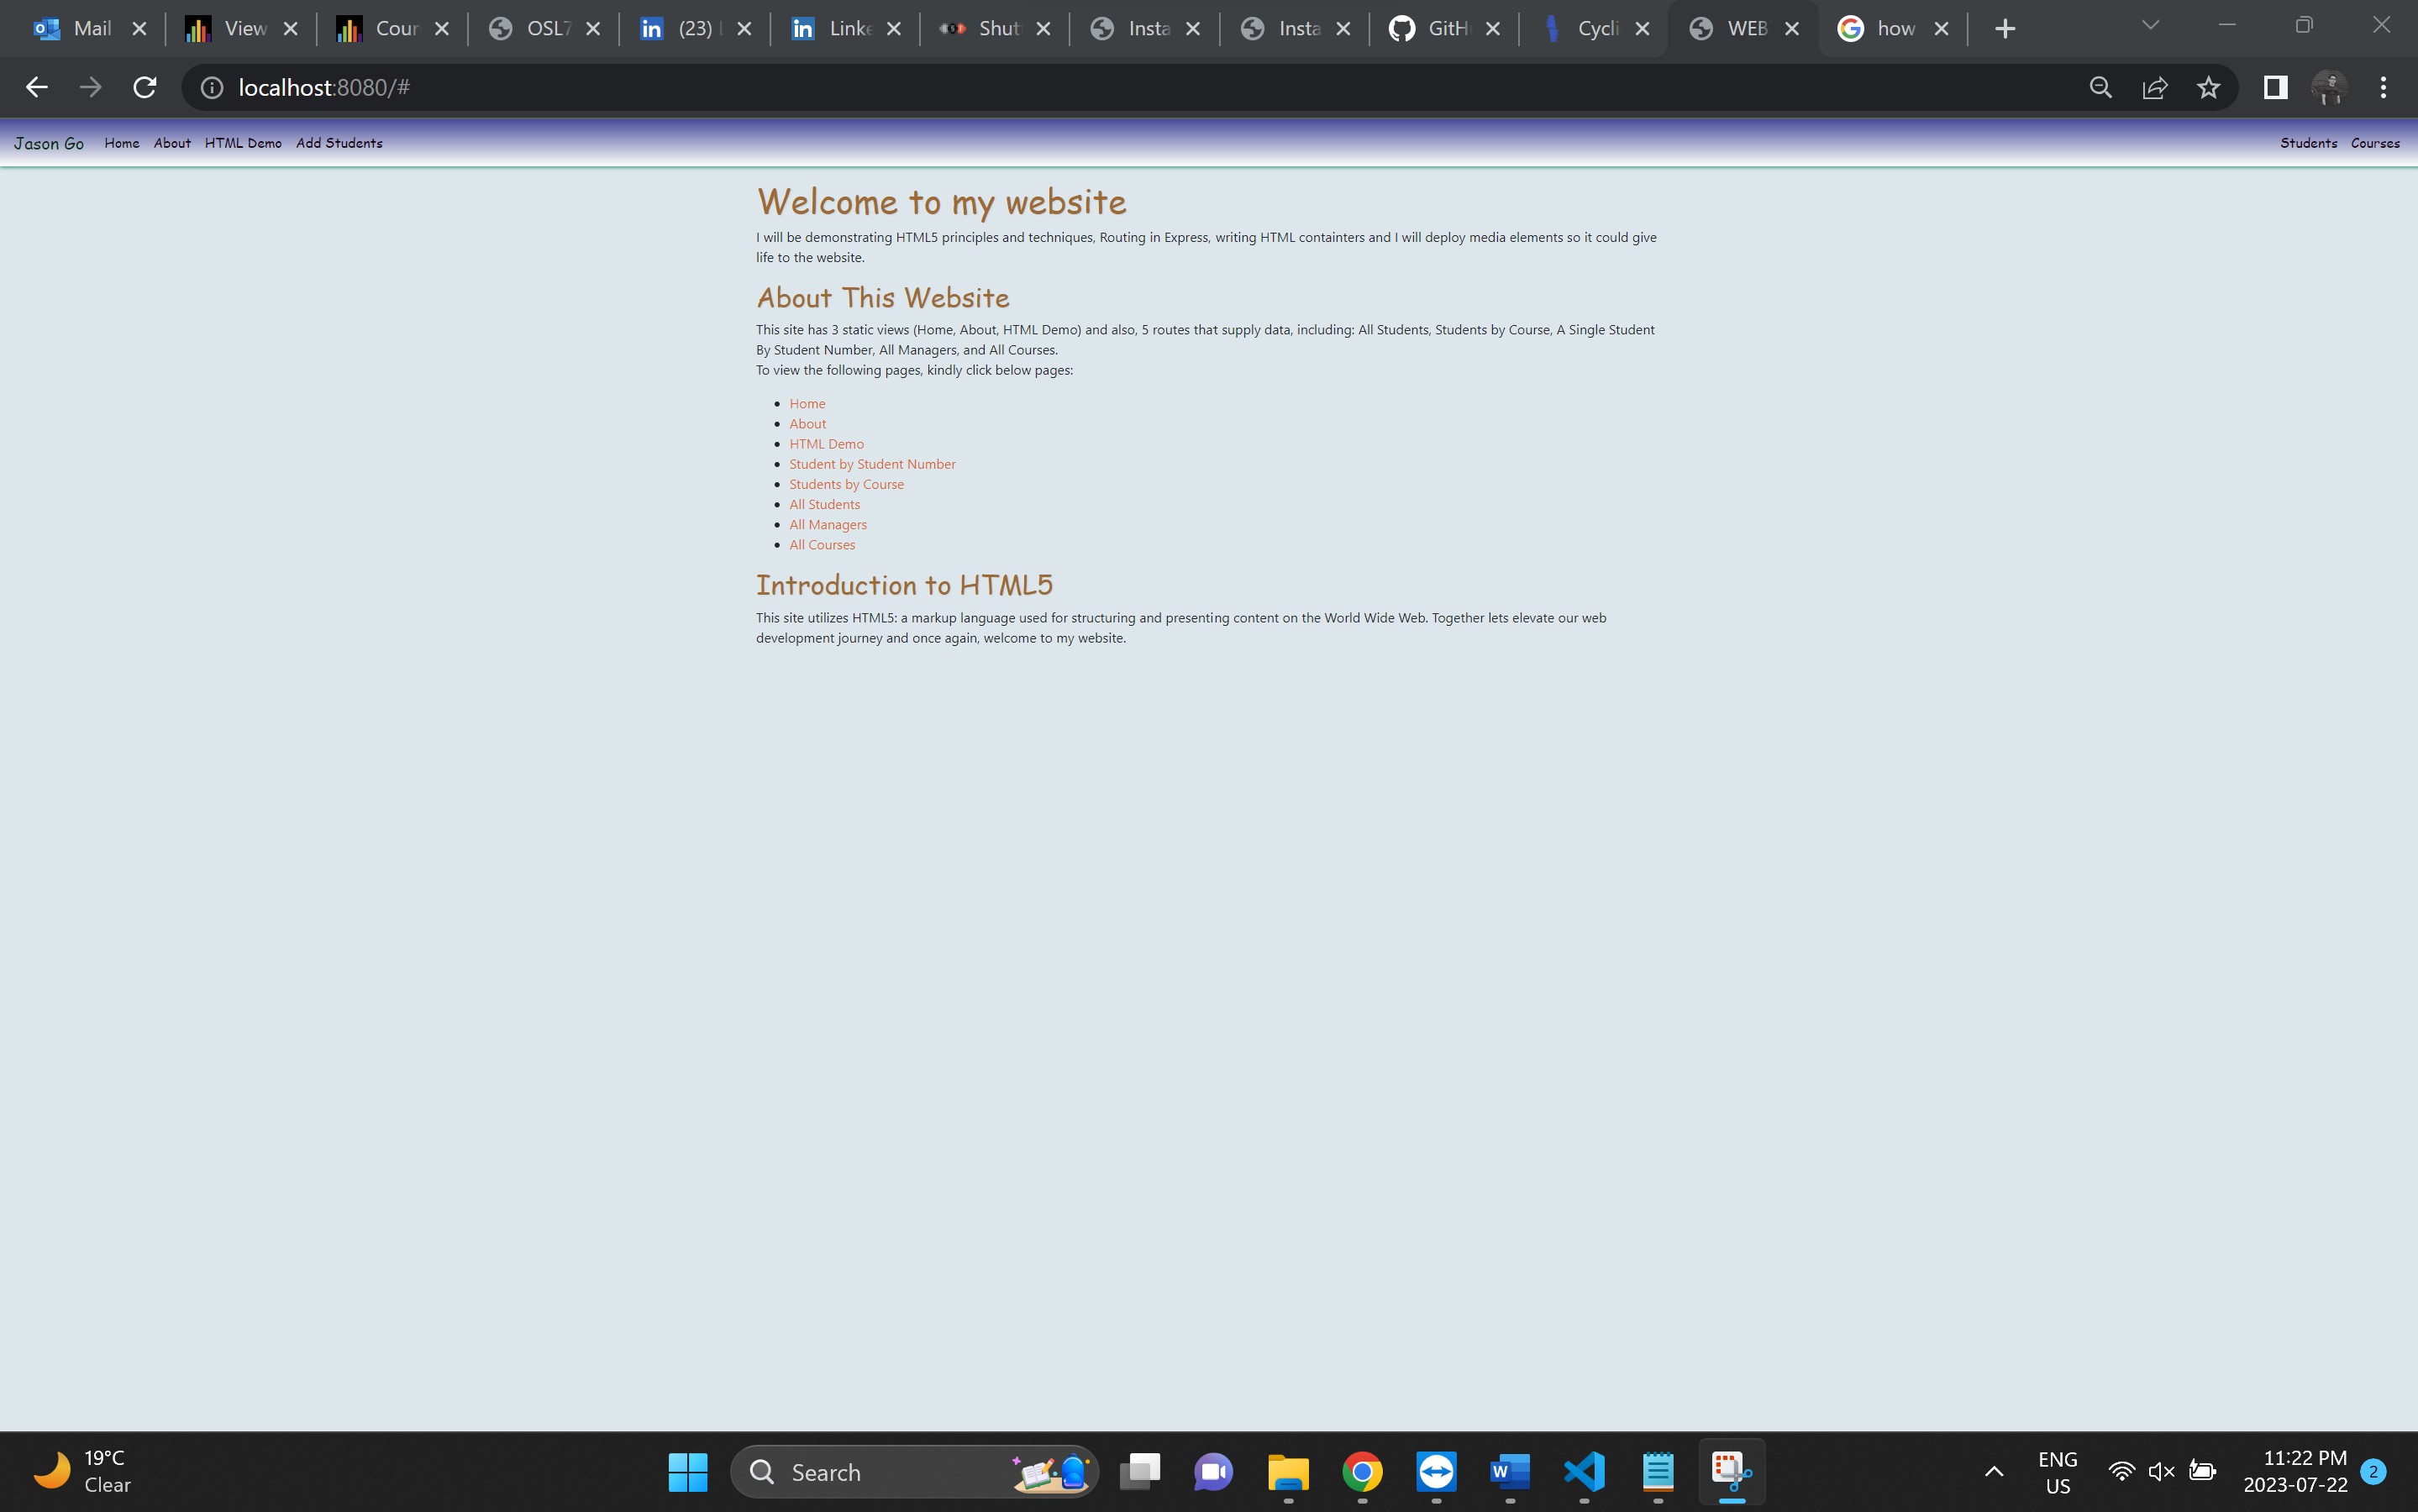 Mail View Cour OSL7 (23) Linke Shut Insta Insta GitH Cycli WEB how
localhost:8080/#
Jason Go Home About HTML Demo Add Students Students Courses
Welcome to my website
I will be demonstrating HTML5 principles and techniques, Routing in Express, writing HTML containters and I will deploy media elements so it could give
life to the website.
About This Website
This site has 3 static views (Home, About, HTML Demo) and also, 5 routes that supply data, including: All Students, Students by Course, A Single Student
By Student Number, All Managers, and All Courses.
To view the following pages, kindly click below pages:
Home
About
HTML Demo
Student by Student Number
Students by Course
All Students
All Managers
All Courses
Introduction to HTML5
This site utilizes HTML5: a markup language used for structuring and presenting content on the World Wide Web. Together lets elevate our web
development journey and once again, welcome to my website.
19°C
Clear
Search
ENG
US
11:22 PM
2023-07-22
2